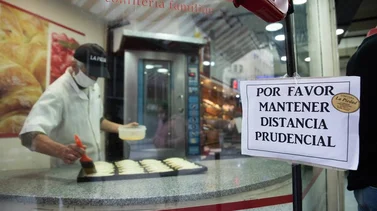 POR FAVOR
MANTENER
DISTANCIA
PRUDENCIAL